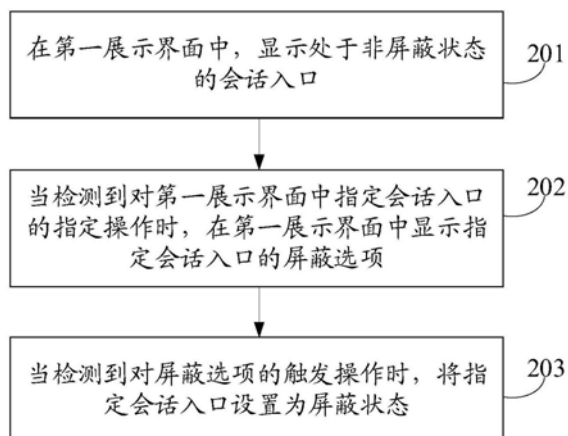 在第一展示界面中，显示处于非屏蔽状态
的会话入口
201
当检测到对第一展示界面中指定会话入口
的指定操作时，在第一展示界面中显示指
定会话入口的屏蔽选项
202
当检测到对屏蔽选项的触发操作时，将指
定会话入口设置为屏蔽状态
203